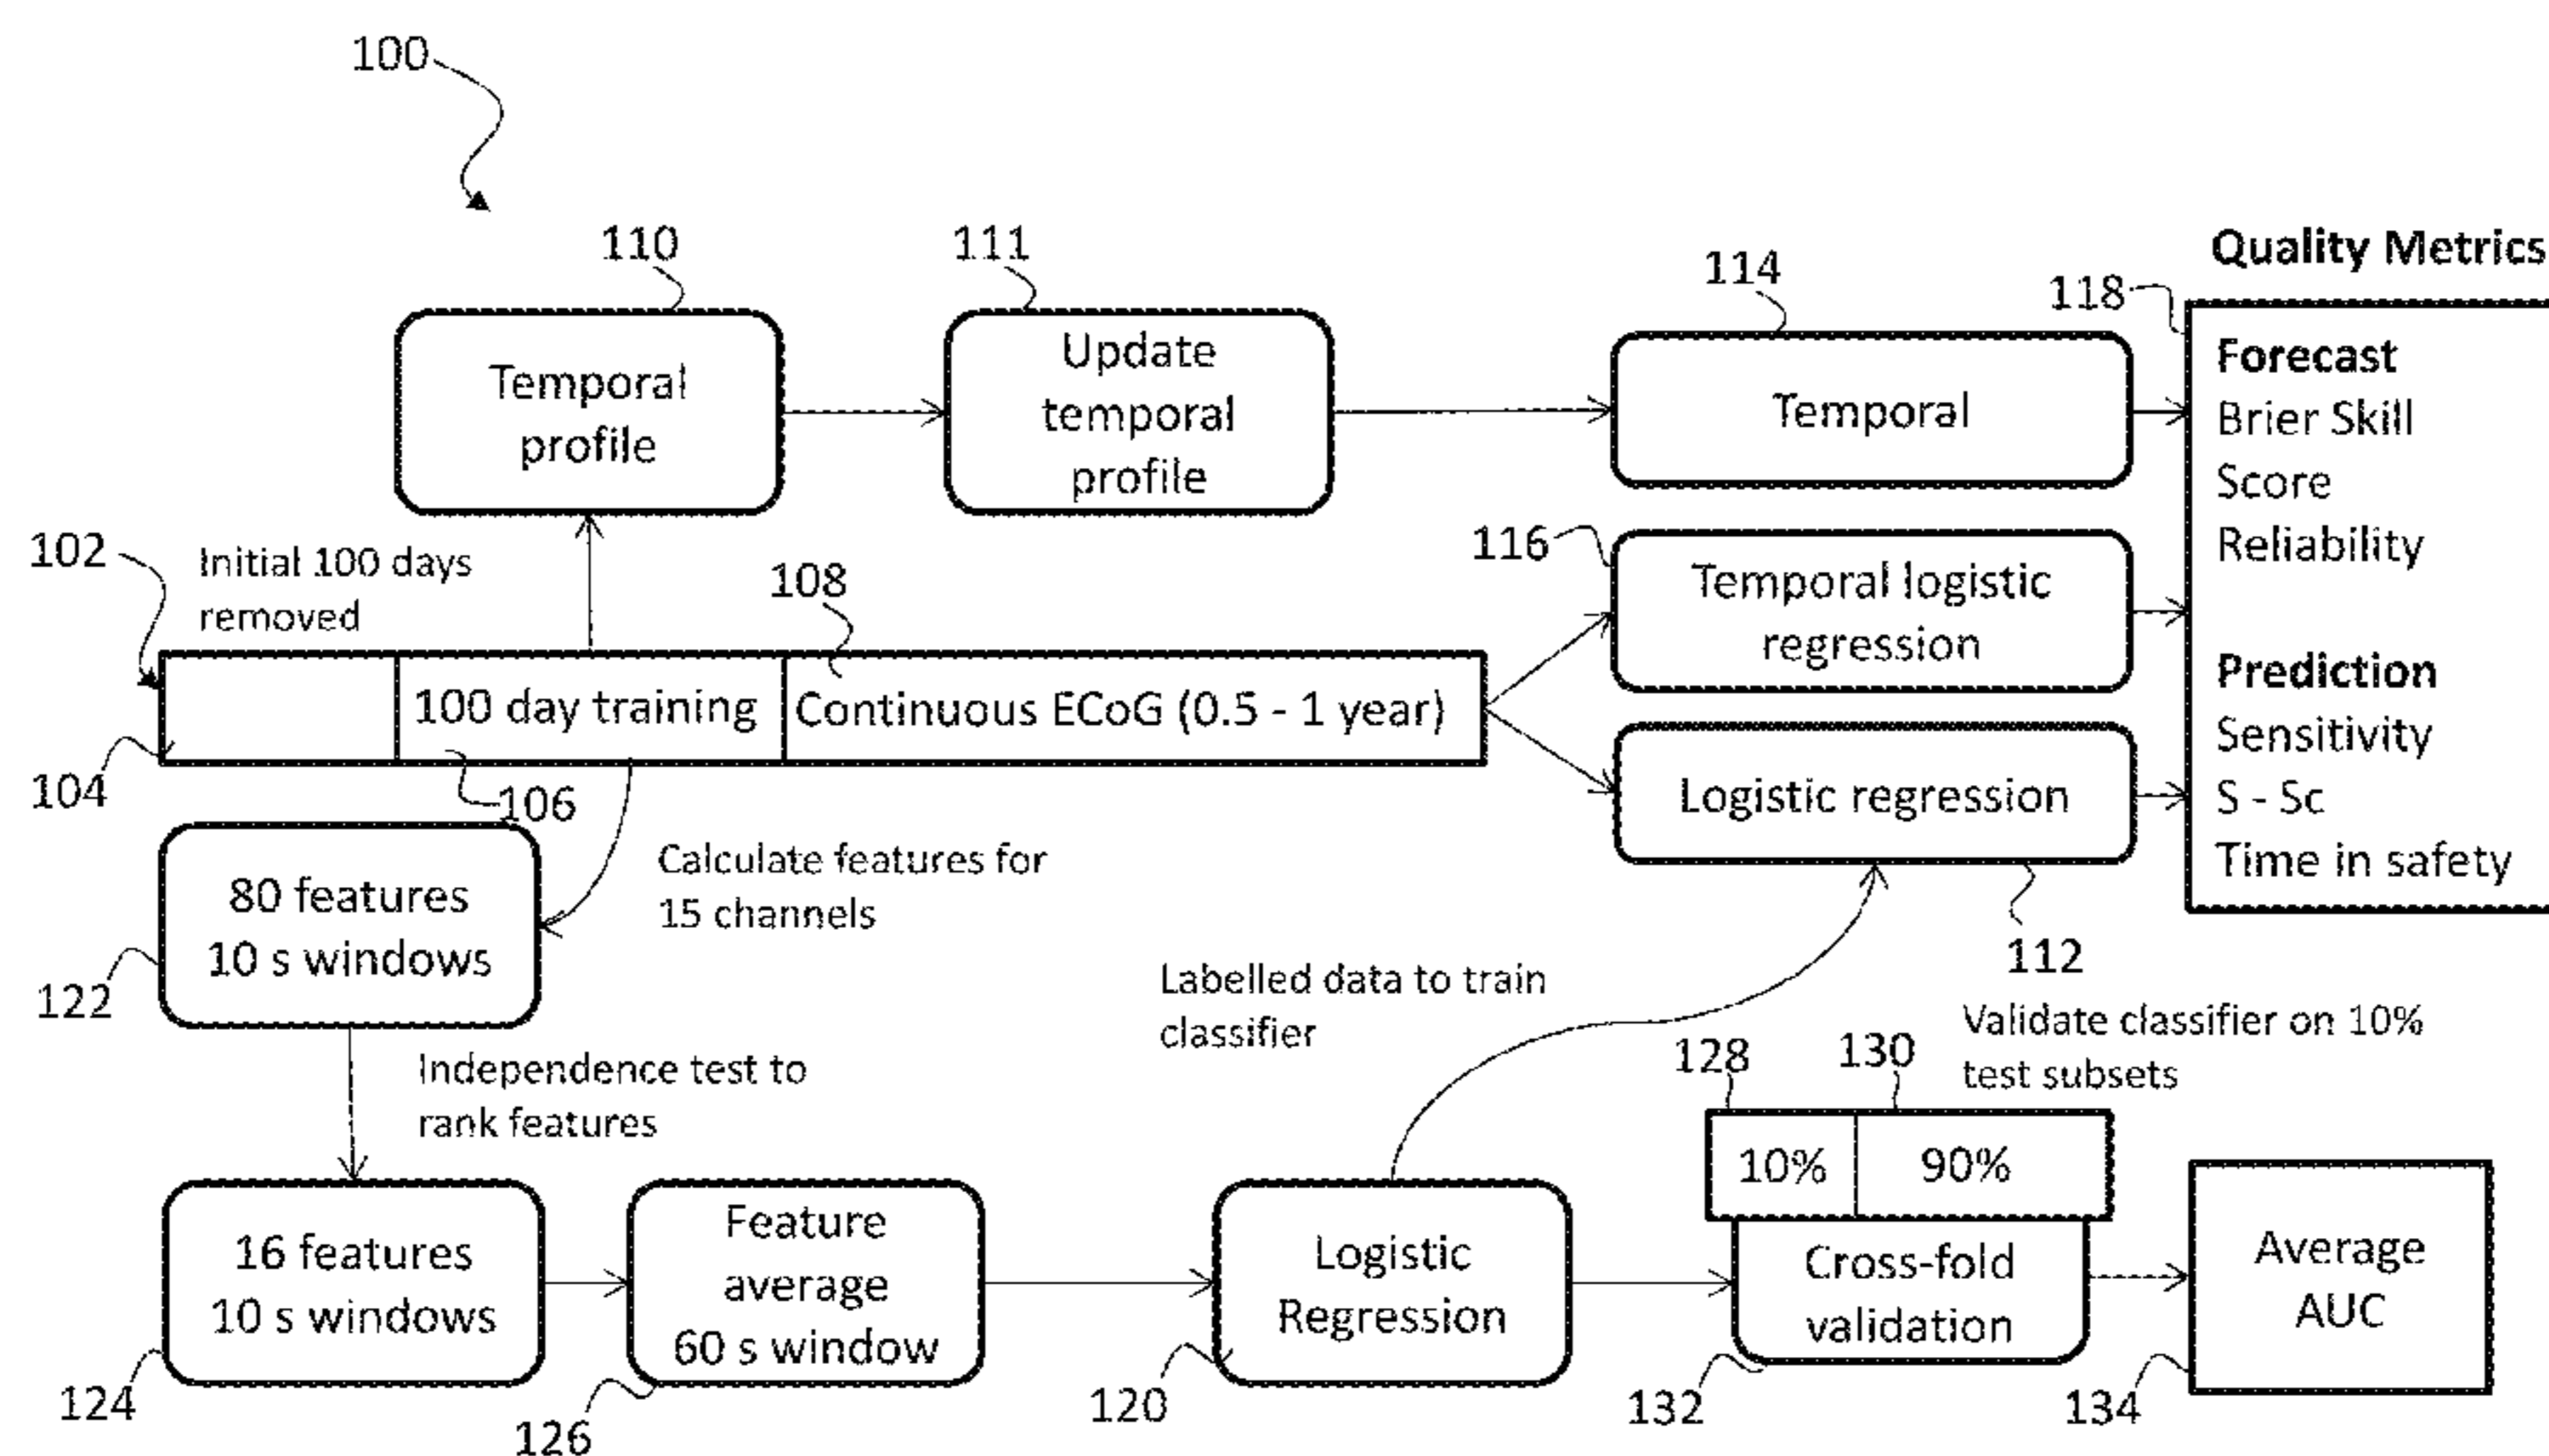 100
110
111
114
Quality Metrics
118
Temporal
profile
Update
temporal
profile
Temporal
Forecast
Brier Skill
Score
Reliability
Prediction
Sensitivity
S - Sc
Time in safety
102
Initial 100 days
removed
108
116
Temporal logistic
regression
100 day training
Continuous ECoG (0.5 - 1 year)
104
106
Logistic regression
112
80 features
10 s windows
Calculate features for
15 channels
122
Labelled data to train
classifier
Validate classifier on 10%
test subsets
128
130
Independence test to
rank features
10%
90%
16 features
10 s windows
Feature
average
60 s window
Logistic
Regression
Cross-fold
validation
Average
AUC
124
126
120
132
134